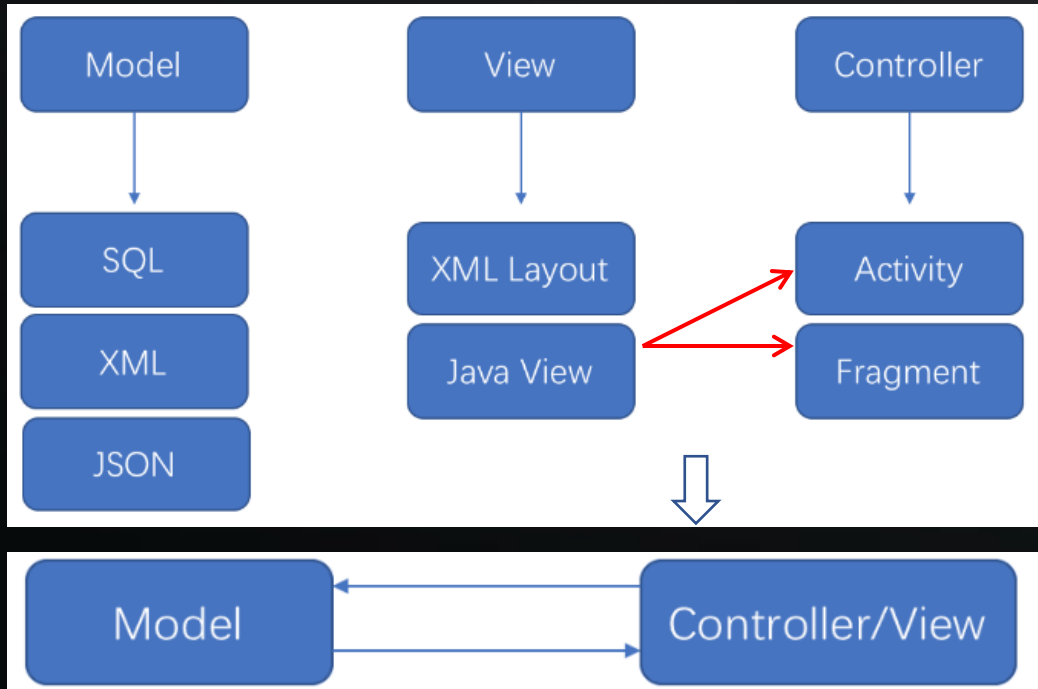 Model
View
Controller
SQL
XML Layout
Activity
XML
Java View
Fragment
JSON
Model
Controller/View